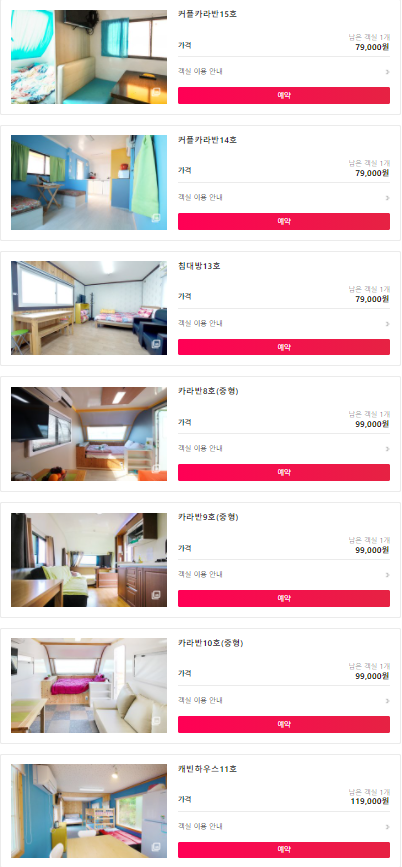 커플카라반15호
남은 객실 1개
가격 79,000원
객실 이용 안내
예약
커플카라반14호
남은 객실 1개
가격 79,000원
객실 이용 안내
예약
침대방13호
남은 객실 1개
가격 79,000원
객실 이용 안내
예약
카라반8호(중형)
남은 객실 1개
가격 99,000원
객실 이용 안내
예약
카라반9호(중형)
남은 객실 1개
가격 99,000원
객실 이용 안내
예약
카라반10호(중형)
남은 객실 1개
가격 99,000원
객실 이용 안내
예약
캐빈하우스11호
남은 객실 1개
가격 119,000원
객실 이용 안내
예약